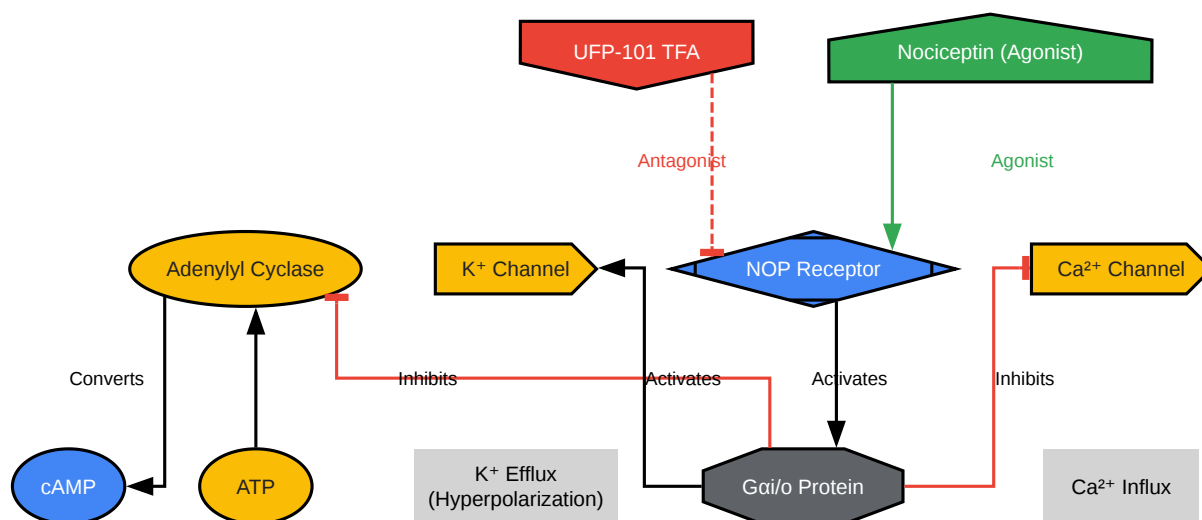 UFP-101 TFA
Nociceptin (Agonist)
Antagonist
Agonist
Adenylyl Cyclase
K⁺ Channel
NOP Receptor
Ca²⁺ Channel
Converts
Inhibits
Activates
Activates
Inhibits
cAMP
ATP
K⁺ Efflux
(Hyperpolarization)
Gαi/o Protein
Ca²⁺ Influx